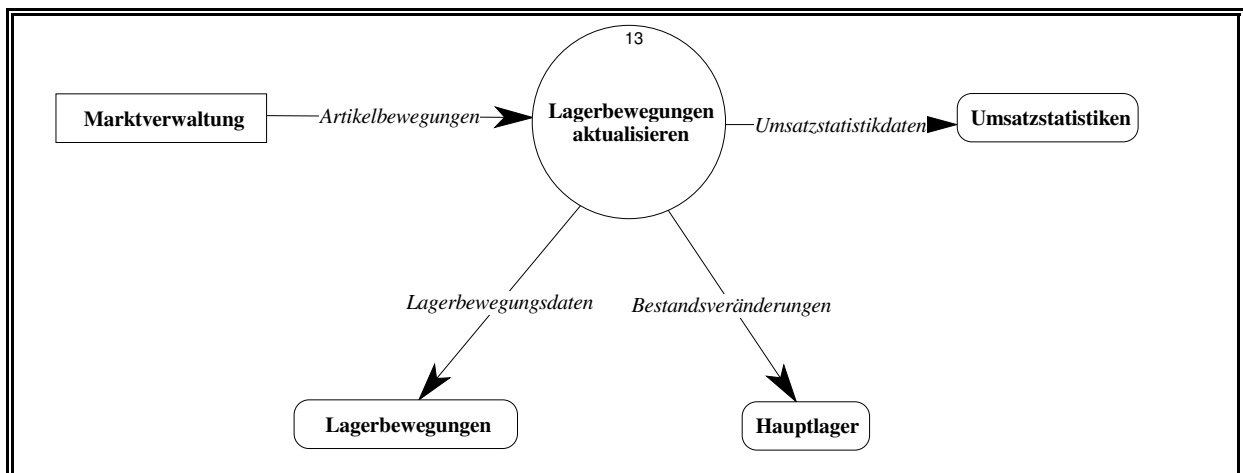 13
Marktverwaltung
Artikelbewegungen
Lagerbewegungen
aktualisieren
Umsatzstatistikdaten
Umsatzstatistiken
Lagerbewegungsdaten
Bestandsveränderungen
Lagerbewegungen
Hauptlager